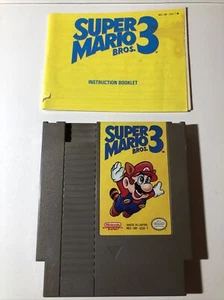 SUPER
MARIO 3
BROS.
INSTRUCTION BOOKLET
SUPER
MARIO 3
BROS.
Nintendo
MADE IN JAPAN